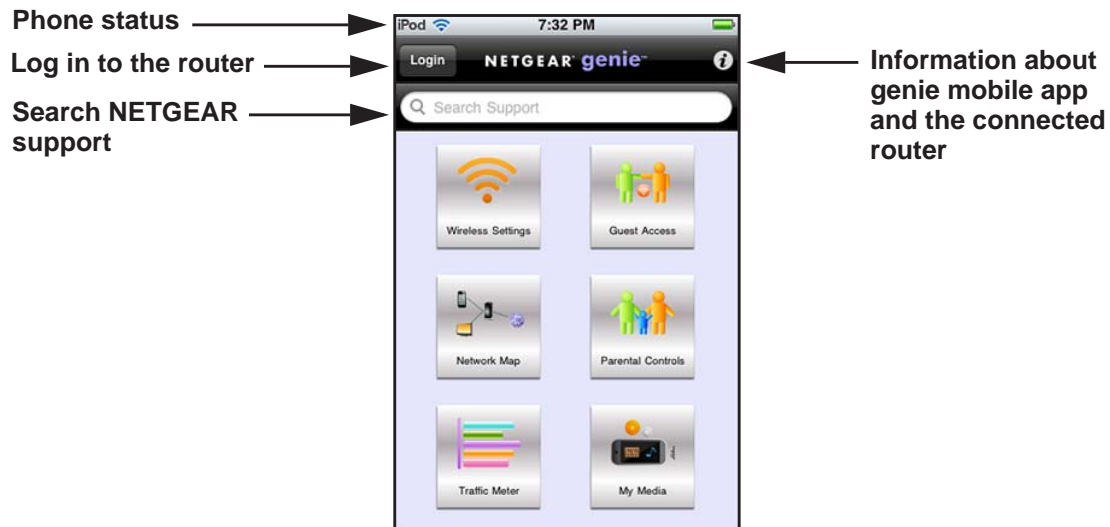 Phone status
Log in to the router
Search NETGEAR
support
iPod 7:32 PM
Login NETGEAR® genie™
Search Support
Information about
genie mobile app
and the connected
router
Wireless Settings Guest Access
Network Map Parental Controls
Traffic Meter My Media